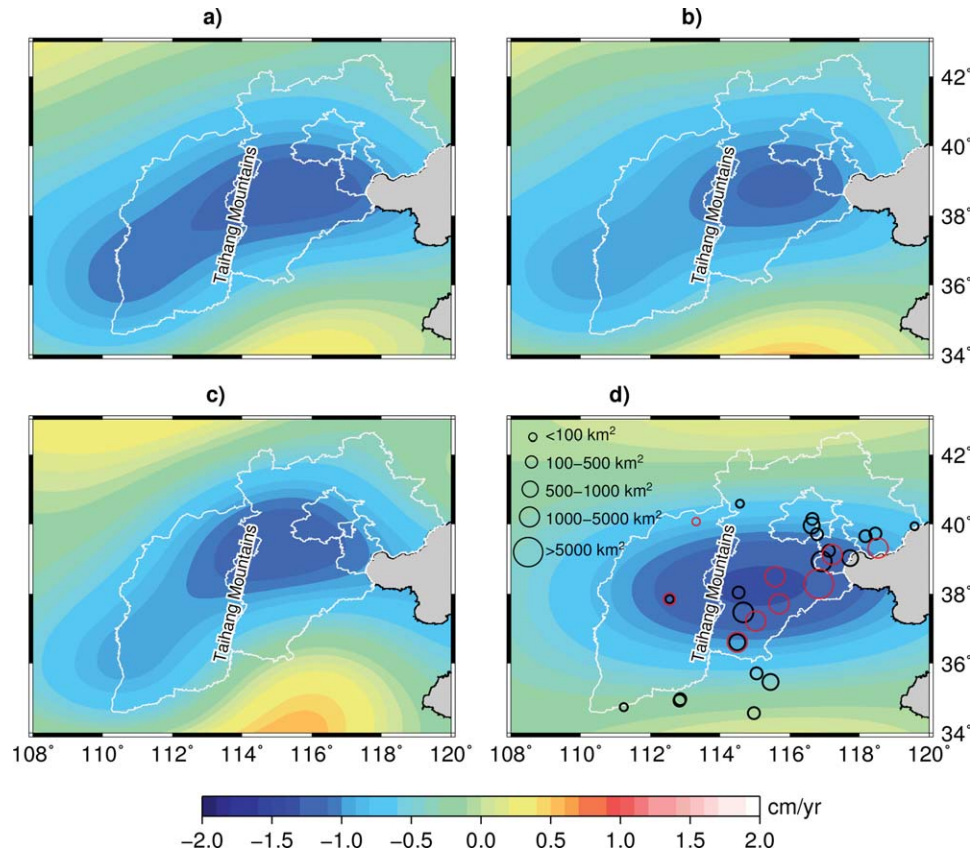 a)
b)
42°
40°
38°
36°
34°
Taihang Mountains
Taihang Mountains
c)
d)
<100 km²
100–500 km²
500–1000 km²
1000–5000 km²
>5000 km²
42°
40°
38°
36°
34°
Taihang Mountains
Taihang Mountains
108° 110° 112° 114° 116° 118° 120°
108° 110° 112° 114° 116° 118° 120°
cm/yr
−2.0 −1.5 −1.0 −0.5 0.0 0.5 1.0 1.5 2.0